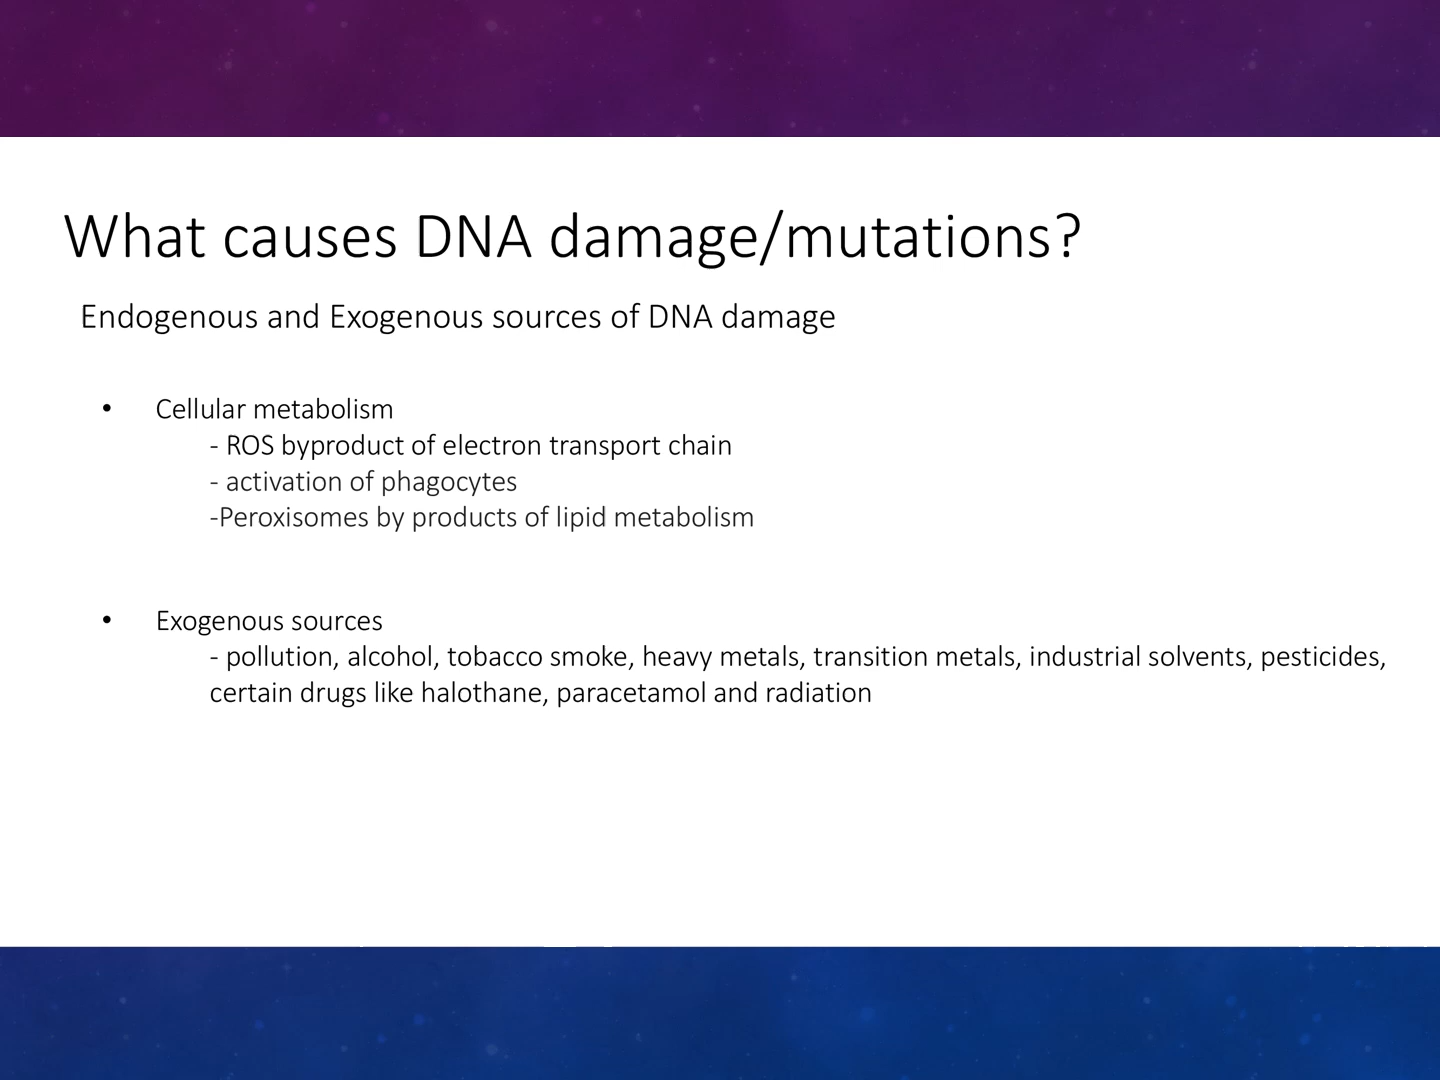 What causes DNA damage/mutations?
Endogenous and Exogenous sources of DNA damage
• Cellular metabolism
- ROS byproduct of electron transport chain
- activation of phagocytes
-Peroxisomes by products of lipid metabolism
• Exogenous sources
- pollution, alcohol, tobacco smoke, heavy metals, transition metals, industrial solvents, pesticides,
certain drugs like halothane, paracetamol and radiation